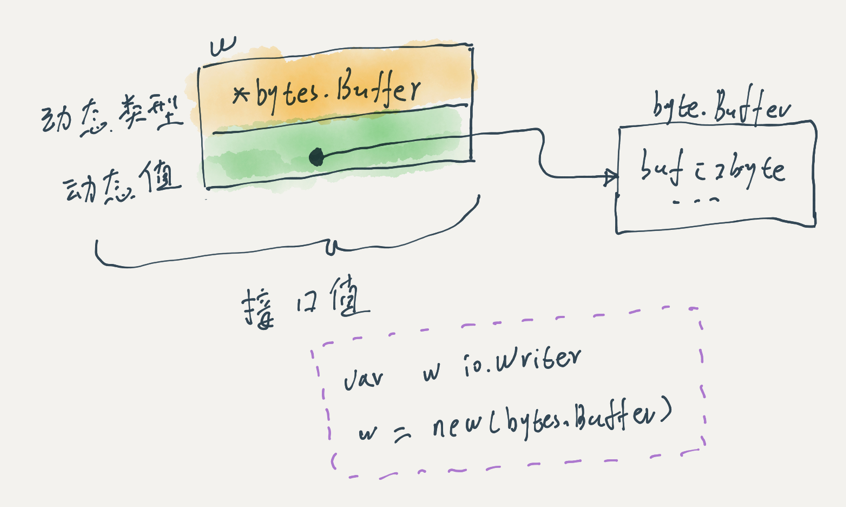 w
动态类型
*bytes.Buffer
动态值
byte.Buffer
buf []byte
...
接口值
var w io.Writer
w = new(bytes.Buffer)